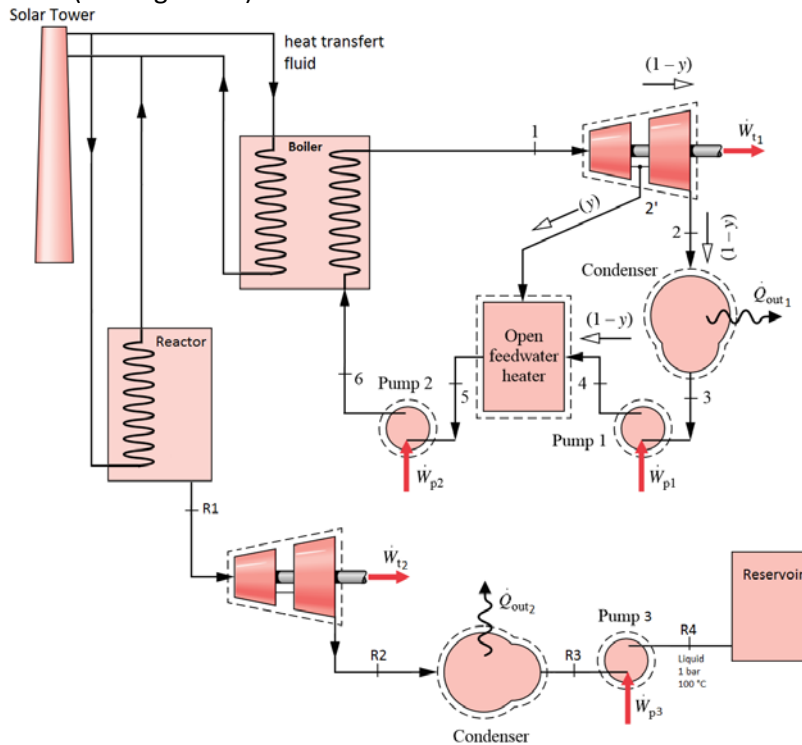 Solar Tower
heat transfert
fluid
(1 – y)
Boiler
1
Ẇt1
(y)
2'
2
(1 – y)
Condenser
Q̇out1
Reactor
Open
feedwater
heater
(1 – y)
6
Pump 2
5
4
3
Pump 1
Ẇp2
Ẇp1
R1
Ẇt2
Q̇out2
Reservoir
Pump 3
R4
R2
R3
Liquid
1 bar
100 °C
Ẇp3
Condenser